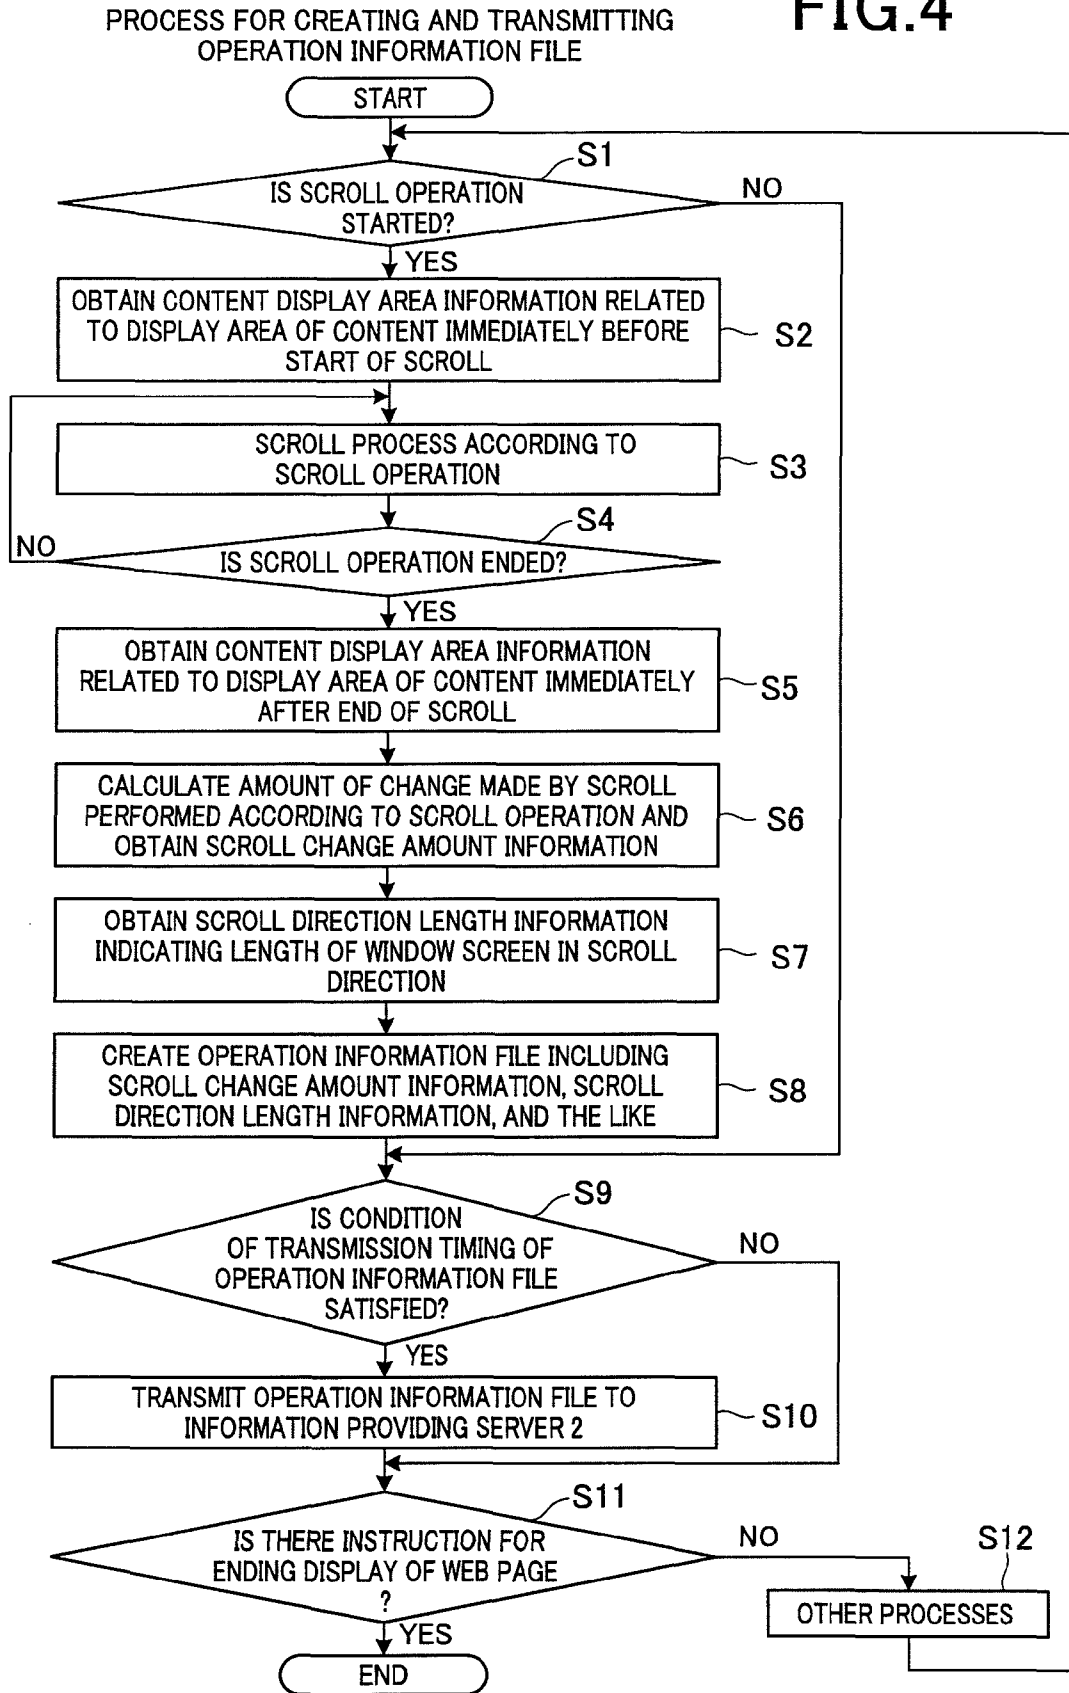 FIG.4
PROCESS FOR CREATING AND TRANSMITTING
OPERATION INFORMATION FILE
START
S1
IS SCROLL OPERATION
STARTED?
NO
YES
OBTAIN CONTENT DISPLAY AREA INFORMATION RELATED
TO DISPLAY AREA OF CONTENT IMMEDIATELY BEFORE
START OF SCROLL
S2
SCROLL PROCESS ACCORDING TO
SCROLL OPERATION
S3
S4
NO
IS SCROLL OPERATION ENDED?
YES
OBTAIN CONTENT DISPLAY AREA INFORMATION
RELATED TO DISPLAY AREA OF CONTENT IMMEDIATELY
AFTER END OF SCROLL
S5
CALCULATE AMOUNT OF CHANGE MADE BY SCROLL
PERFORMED ACCORDING TO SCROLL OPERATION AND
OBTAIN SCROLL CHANGE AMOUNT INFORMATION
S6
OBTAIN SCROLL DIRECTION LENGTH INFORMATION
INDICATING LENGTH OF WINDOW SCREEN IN SCROLL
DIRECTION
S7
CREATE OPERATION INFORMATION FILE INCLUDING
SCROLL CHANGE AMOUNT INFORMATION, SCROLL
DIRECTION LENGTH INFORMATION, AND THE LIKE
S8
S9
IS CONDITION
OF TRANSMISSION TIMING OF
OPERATION INFORMATION FILE
SATISFIED?
NO
YES
TRANSMIT OPERATION INFORMATION FILE TO
INFORMATION PROVIDING SERVER 2
S10
S11
IS THERE INSTRUCTION FOR
ENDING DISPLAY OF WEB PAGE
?
NO
S12
OTHER PROCESSES
YES
END